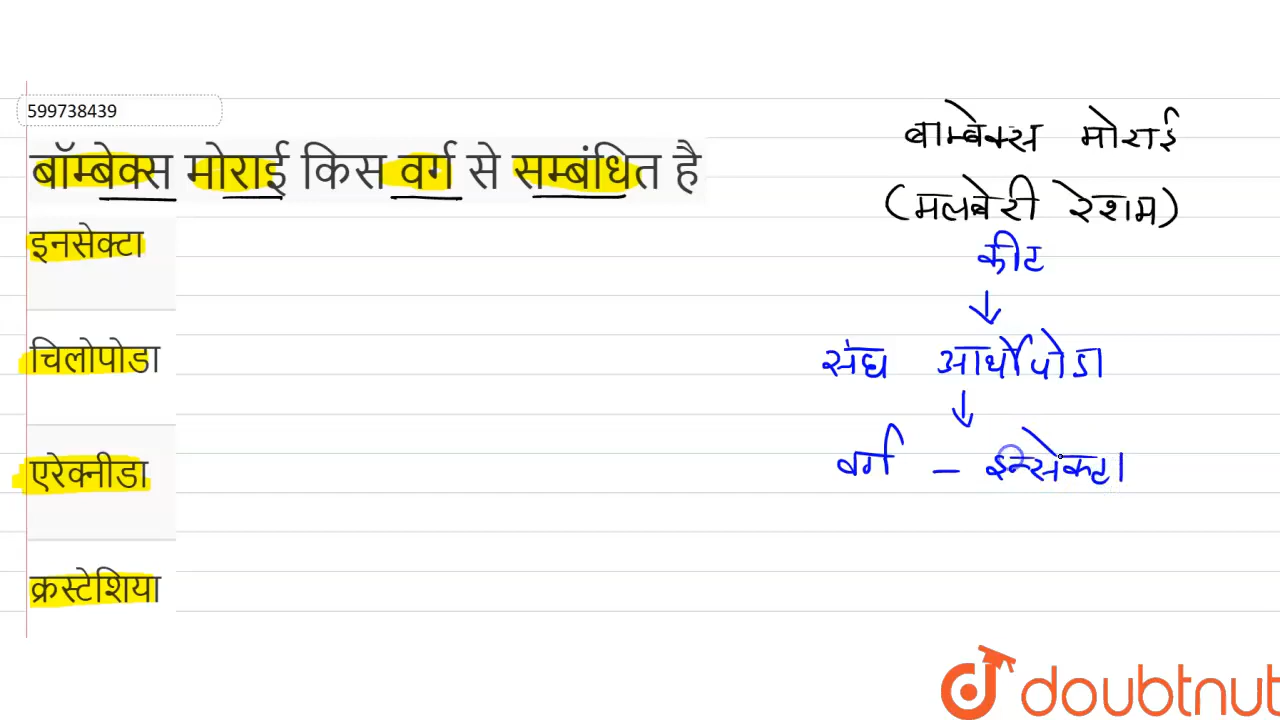 599738439
बॉम्बेक्स मोराई किस वर्ग से सम्बंधित है
इनसेक्टा
चिलोपोडा
एरेक्नीडा
क्रस्टेशिया
बाम्बेक्स मोराई
(मलबेरी रेशम)
कीट
↓
संघ आर्थोपोडा
↓
वर्ग – इन्सेक्टा
doubtnut